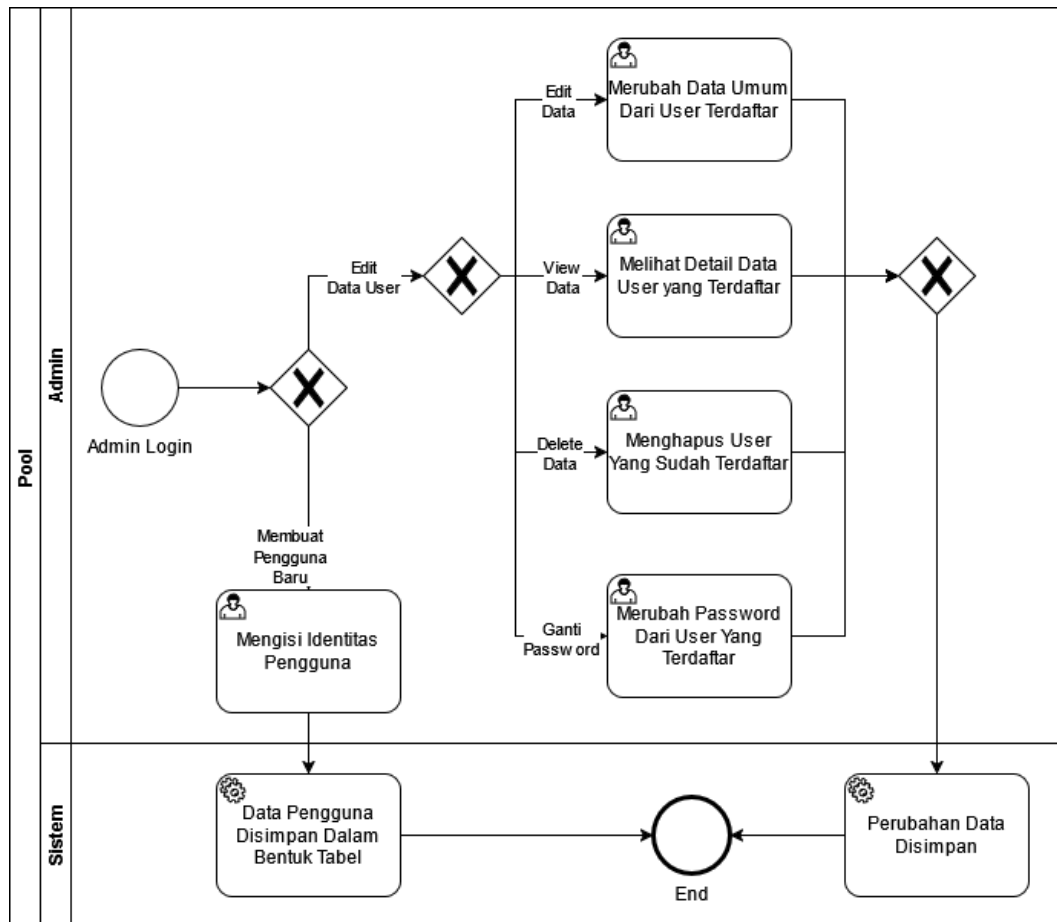 Pool
Admin
Admin Login
Edit
Data User
Membuat
Pengguna
Baru
Mengisi Identitas
Pengguna
Edit
Data
Merubah Data Umum
Dari User Terdaftar
View
Data
Melihat Detail Data
User yang Terdaftar
Delete
Data
Menghapus User
Yang Sudah Terdaftar
Ganti
Password
Merubah Password
Dari User Yang
Terdaftar
Sistem
Data Pengguna
Disimpan Dalam
Bentuk Tabel
End
Perubahan Data
Disimpan